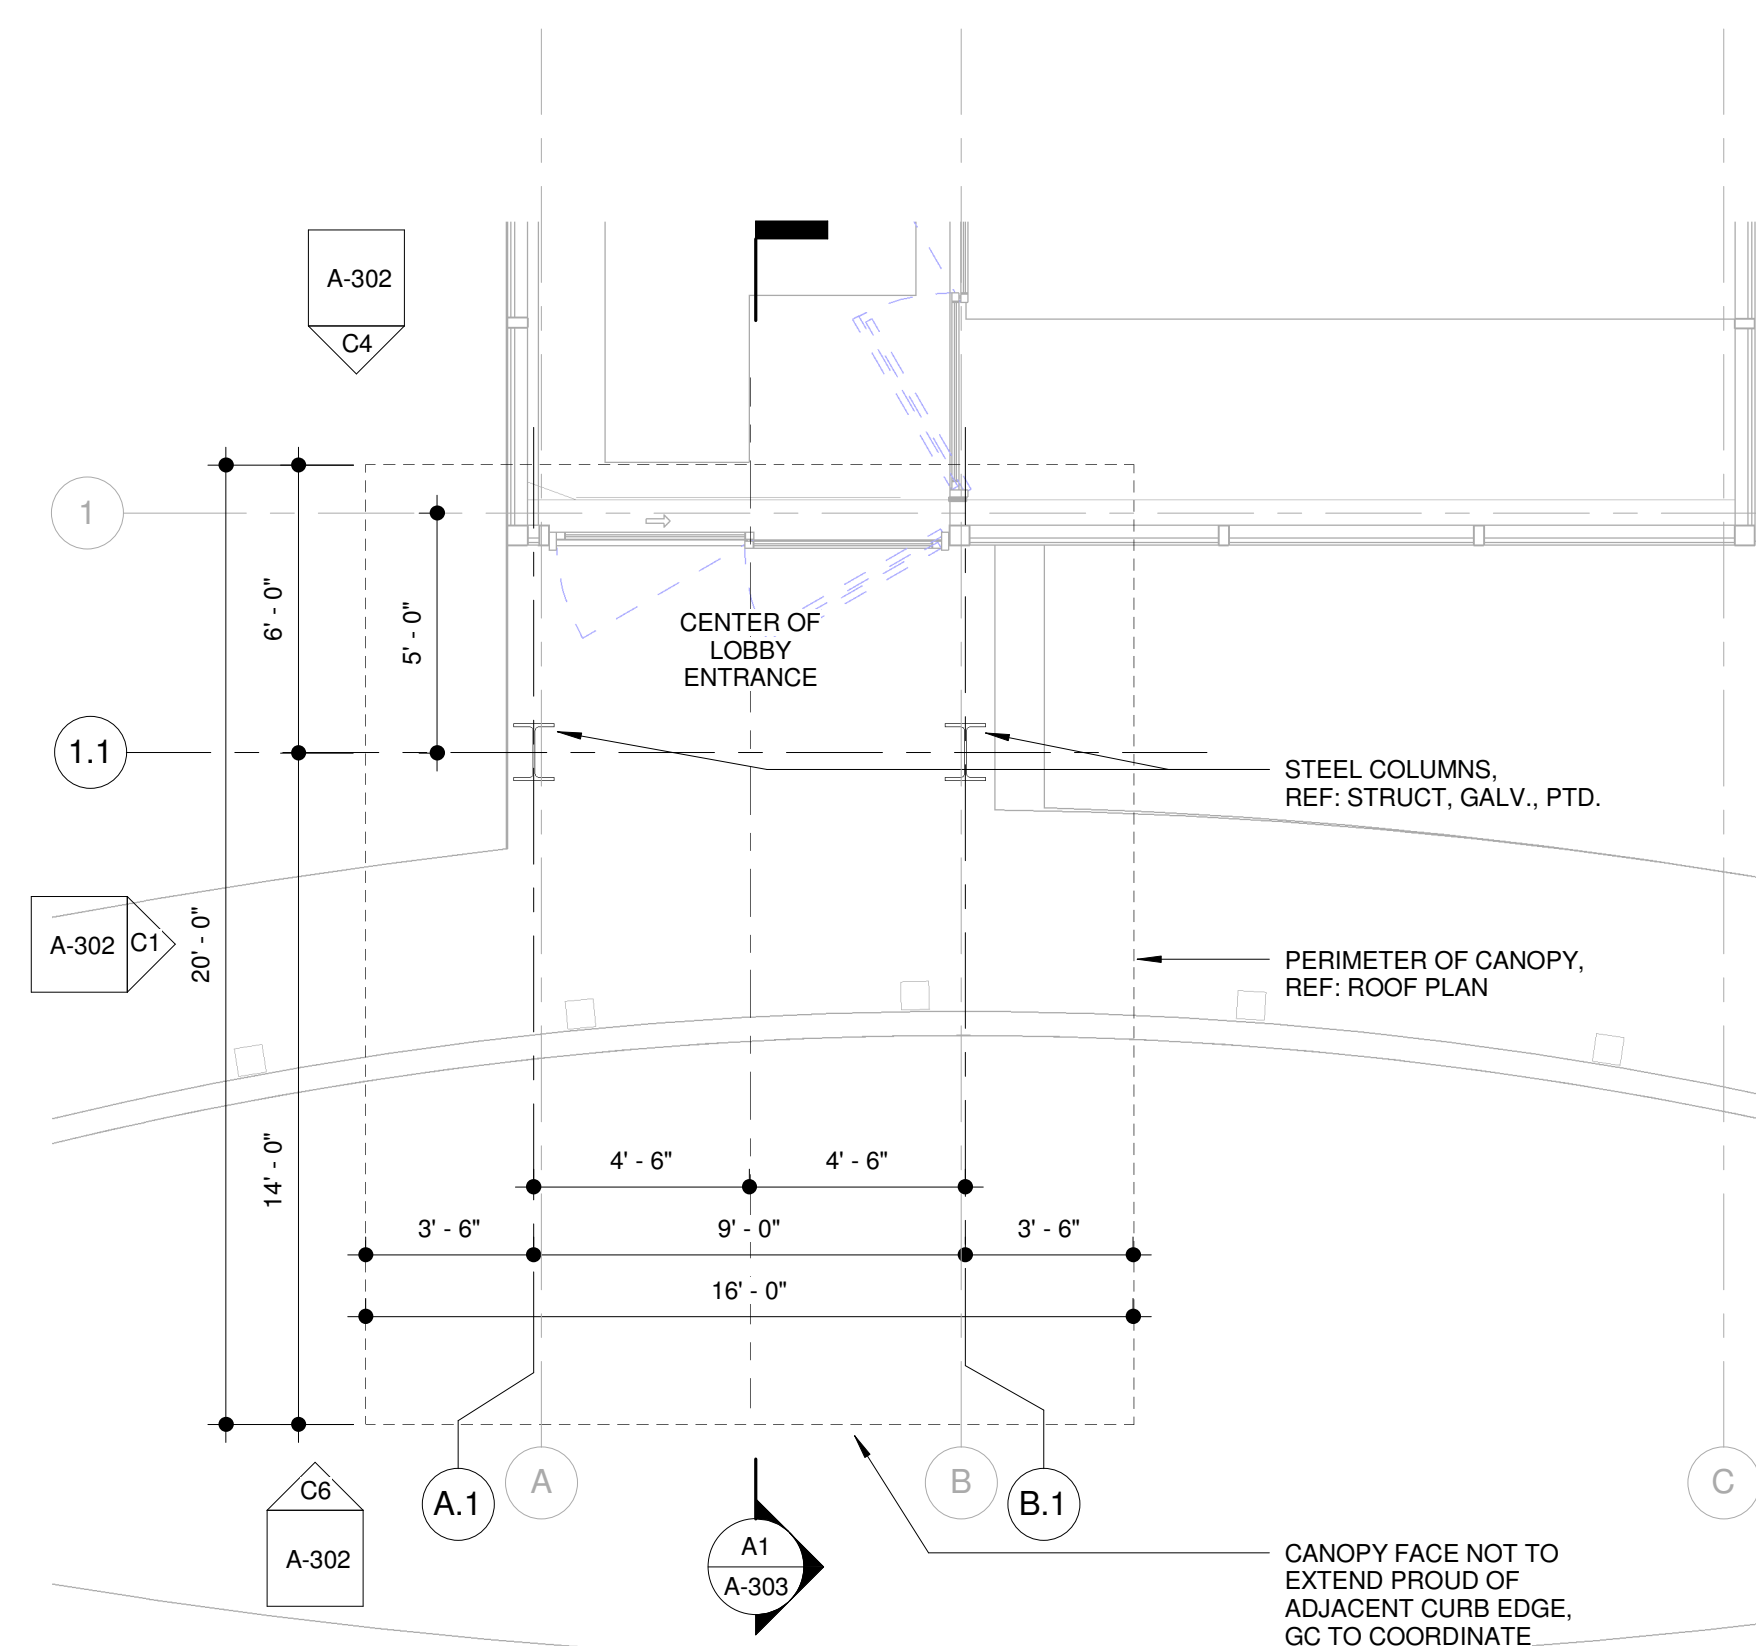 A-302
C4
1
6' - 0"
5' - 0"
CENTER OF
LOBBY
ENTRANCE
1.1
STEEL COLUMNS,
REF: STRUCT, GALV., PTD.
A-302
C1
20' - 0"
PERIMETER OF CANOPY,
REF: ROOF PLAN
14' - 0"
4' - 6"
4' - 6"
3' - 6"
9' - 0"
3' - 6"
16' - 0"
C6
A-302
A.1
A
B
B.1
C
A1
A-303
CANOPY FACE NOT TO
EXTEND PROUD OF
ADJACENT CURB EDGE,
GC TO COORDINATE